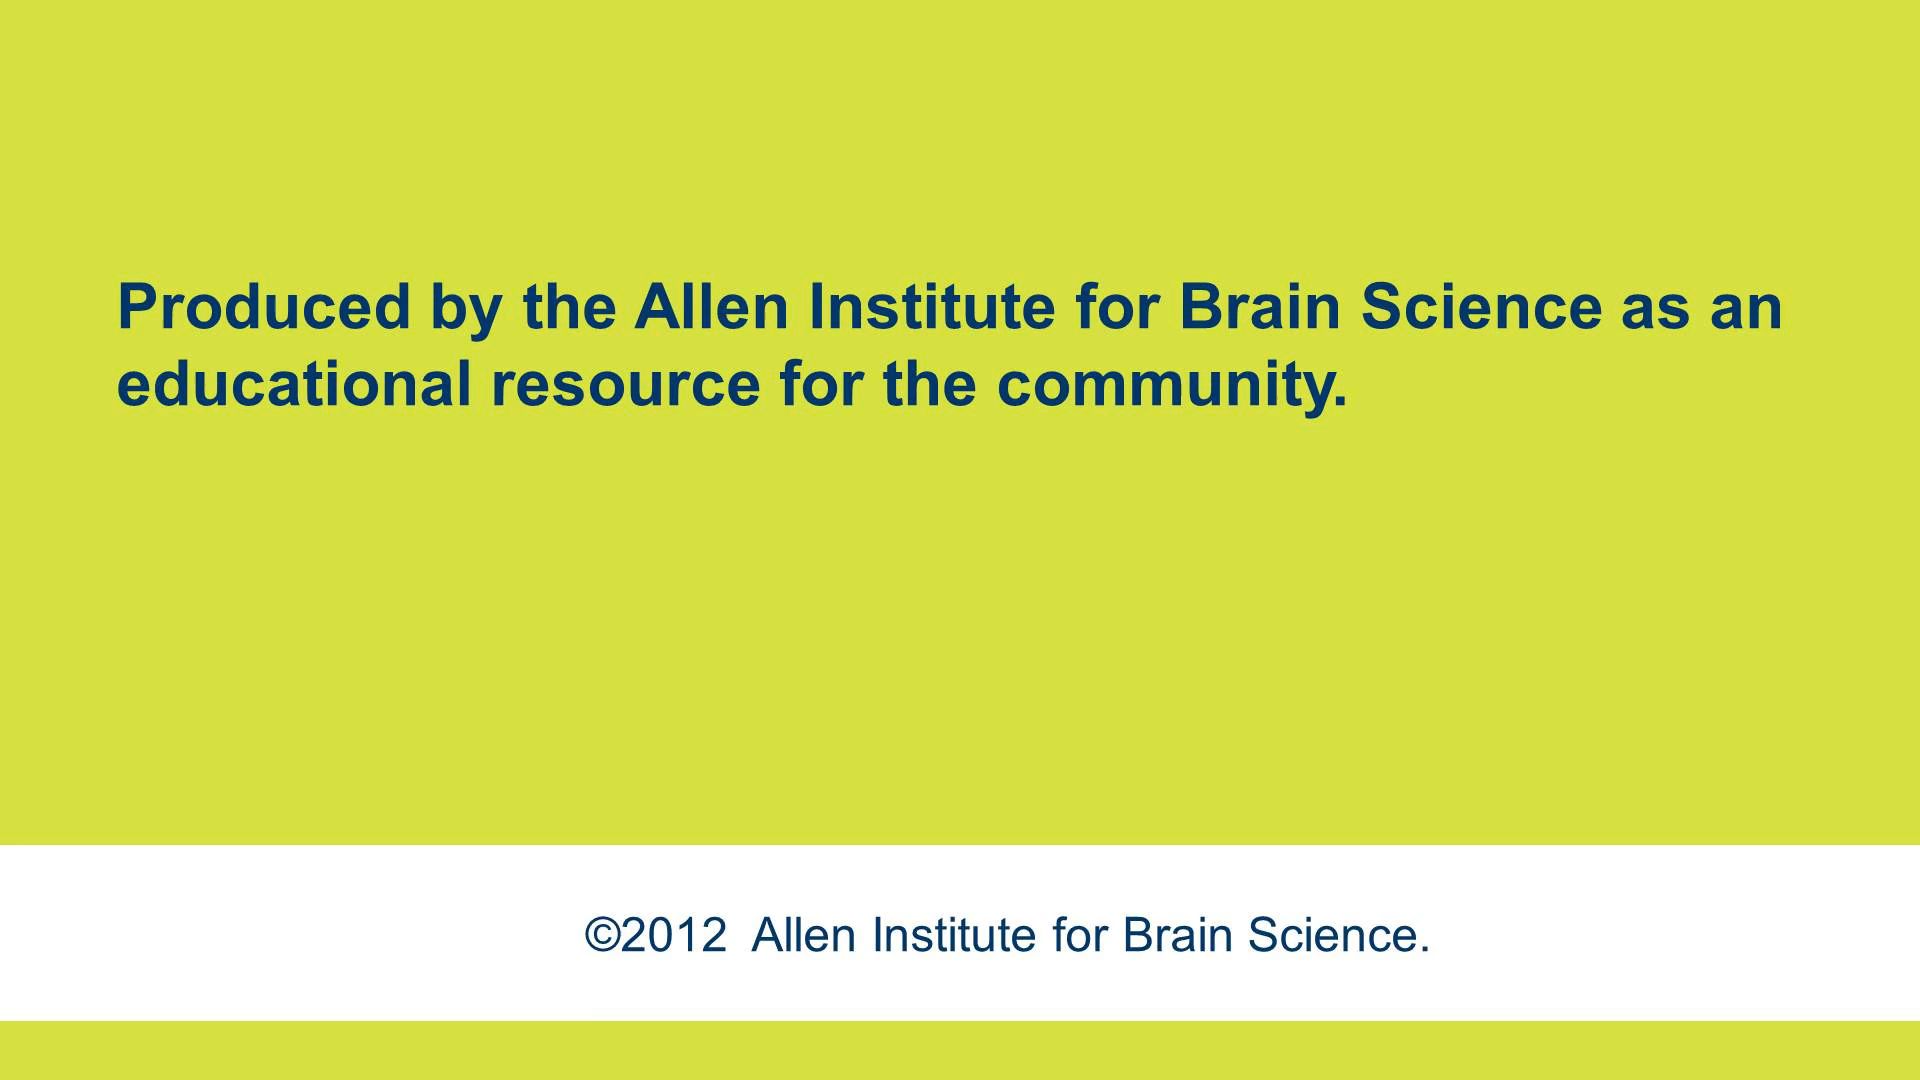 Produced by the Allen Institute for Brain Science as an
educational resource for the community.
©2012  Allen Institute for Brain Science.